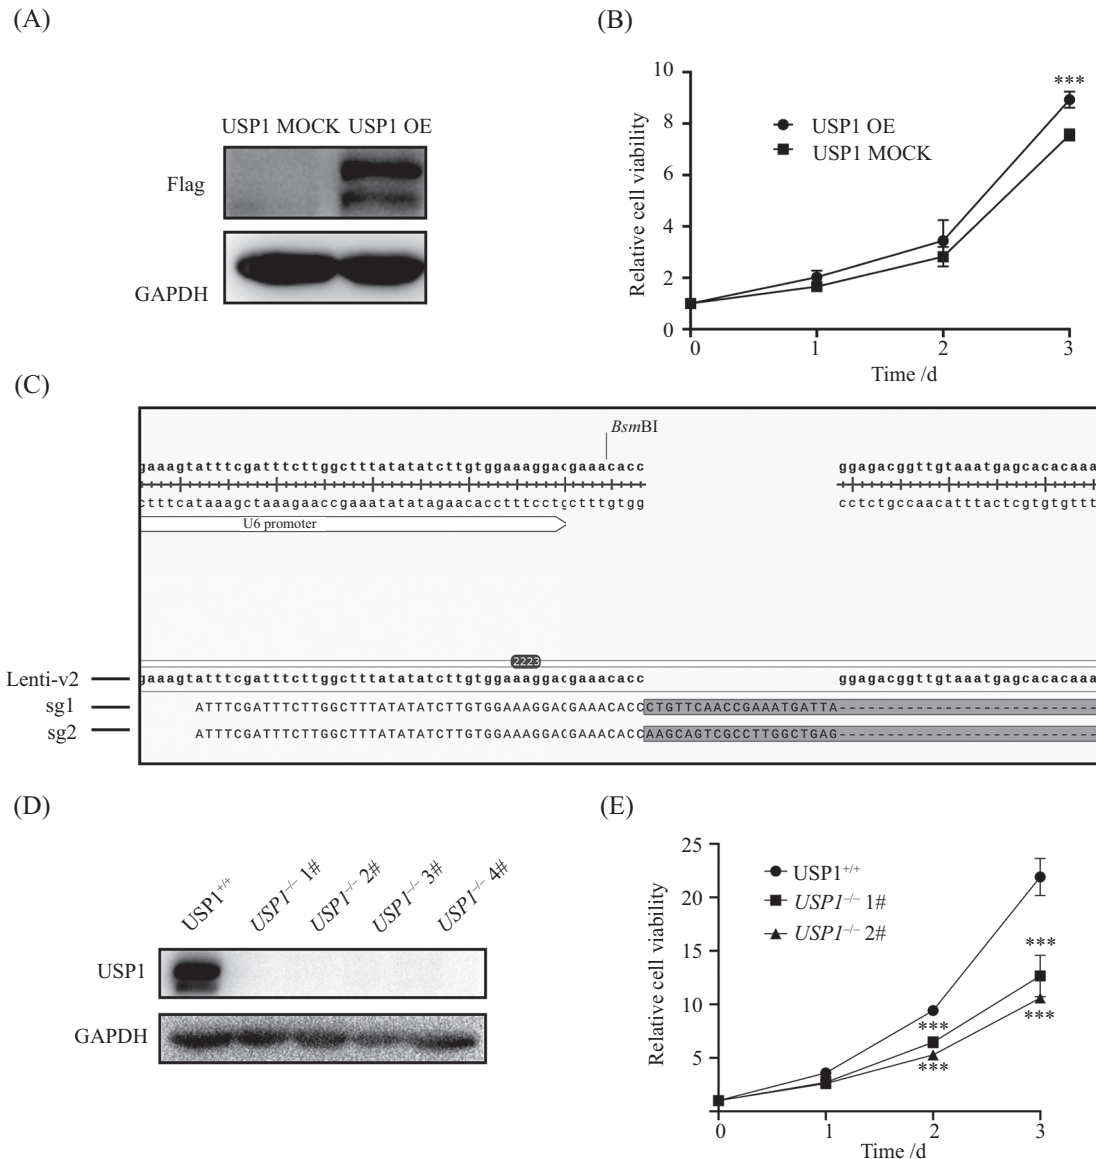 (A)
USP1 MOCK USP1 OE
Flag
GAPDH
(B)
10
8
6
4
2
0
Relative cell viability
USP1 OE
USP1 MOCK
***
0 1 2 3
Time /d
(C)
BsmBI
gaaagtatttcgatttcttggctttatatatcttgtggaaaggacgaaacacc ggagacggttgtaaatgagcacacaaa
ctttcataaagctaaagaaccgaaatatatagaacacctttcctgctttgtgg cctctgccaacatttactcgtgtgttt
U6 promoter
2223
Lenti-v2 gaaagtatttcgatttcttggctttatatatcttgtggaaaggacgaaacacc ggagacggttgtaaatgagcacacaaa
sg1 ATTTCGATTTCTTGGCTTTATATATCTTGTGGAAAGGACGAAACACCCTGTTCAACCGAAATGATTA---------------------------
sg2 ATTTCGATTTCTTGGCTTTATATATCTTGTGGAAAGGACGAAACACCAAGCAGTCGCCTTGGCTGAG---------------------------
(D)
USP1+/+ USP1–/– 1# USP1–/– 2# USP1–/– 3# USP1–/– 4#
USP1
GAPDH
(E)
25
20
15
10
5
Relative cell viability
USP1+/+
USP1–/– 1#
USP1–/– 2#
***
***
***
***
0 1 2 3
Time /d